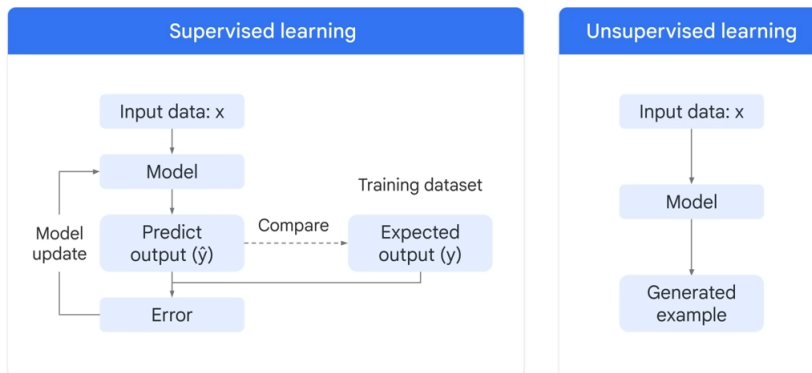 Supervised learning
Input data: x
Model
Training dataset
Predict
output (ŷ)
Compare
Expected
output (y)
Model
update
Error
Unsupervised learning
Input data: x
Model
Generated
example